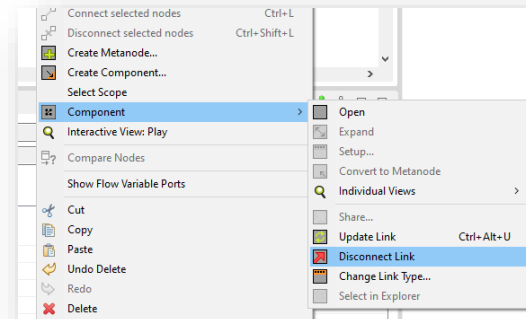 Connect selected nodes Ctrl+L
Disconnect selected nodes Ctrl+Shift+L
Create Metanode...
Create Component...
Select Scope
Component
Interactive View: Play
Compare Nodes
Show Flow Variable Ports
Cut
Copy
Paste
Undo Delete
Redo
Delete
Open
Expand
Setup...
Convert to Metanode
Individual Views
Share...
Update Link Ctrl+Alt+U
Disconnect Link
Change Link Type...
Select in Explorer